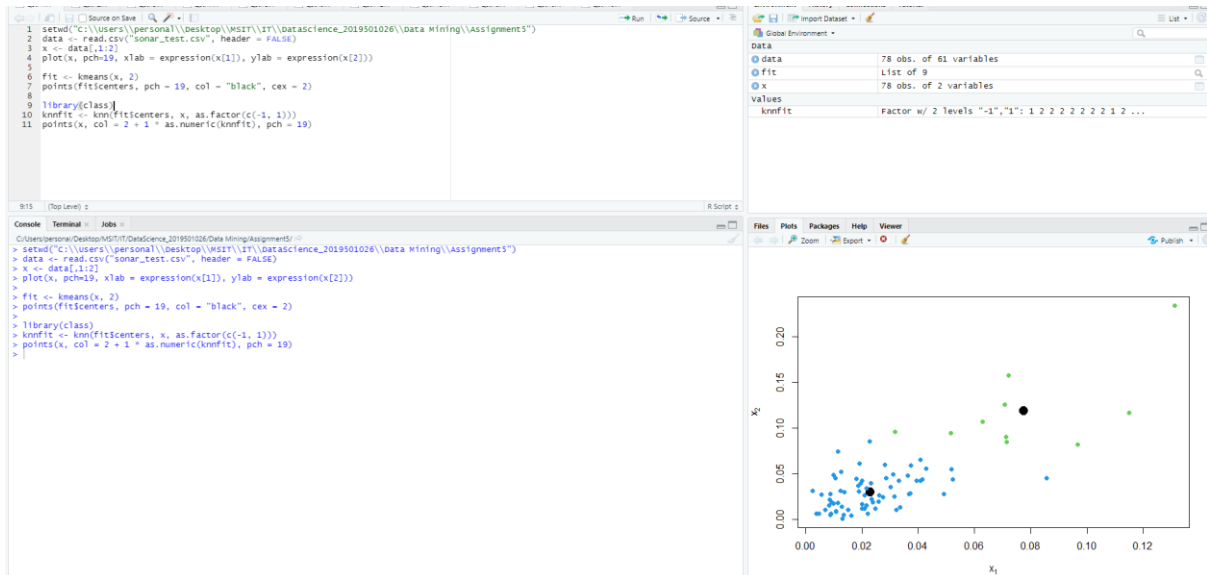 Source on Save
Run
Source
1 setwd("C:\\Users\\personal\\Desktop\\MSIT\\IT\\DataScience_2019501026\\Data Mining\\Assignment5")
2 data <- read.csv("sonar_test.csv", header = FALSE)
3 x <- data[,1:2]
4 plot(x, pch=19, xlab = expression(x[1]), ylab = expression(x[2]))
5
6 fit <- kmeans(x, 2)
7 points(fit$centers, pch = 19, col = "black", cex = 2)
8
9 library(class)
10 knnfit <- knn(fit$centers, x, as.factor(c(-1, 1)))
11 points(x, col = 2 + 1 * as.numeric(knnfit), pch = 19)
9:15 (Top Level) R Script
Console Terminal Jobs
C:/Users/personal/Desktop/MSIT/IT/DataScience_2019501026/Data Mining/Assignment5/
> setwd("C:\\Users\\personal\\Desktop\\MSIT\\IT\\DataScience_2019501026\\Data Mining\\Assignment5")
> data <- read.csv("sonar_test.csv", header = FALSE)
> x <- data[,1:2]
> plot(x, pch=19, xlab = expression(x[1]), ylab = expression(x[2]))
>
> fit <- kmeans(x, 2)
> points(fit$centers, pch = 19, col = "black", cex = 2)
>
> library(class)
> knnfit <- knn(fit$centers, x, as.factor(c(-1, 1)))
> points(x, col = 2 + 1 * as.numeric(knnfit), pch = 19)
>
Import Dataset List
Global Environment
Data
data 78 obs. of 61 variables
fit List of 9
x 78 obs. of 2 variables
Values
knnfit Factor w/ 2 levels "-1","1": 1 2 2 2 2 2 2 2 1 2 ...
Files Plots Packages Help Viewer
Zoom Export Publish
0.20
0.15
x2
0.10
0.05
0.00
0.00 0.02 0.04 0.06 0.08 0.10 0.12
x1